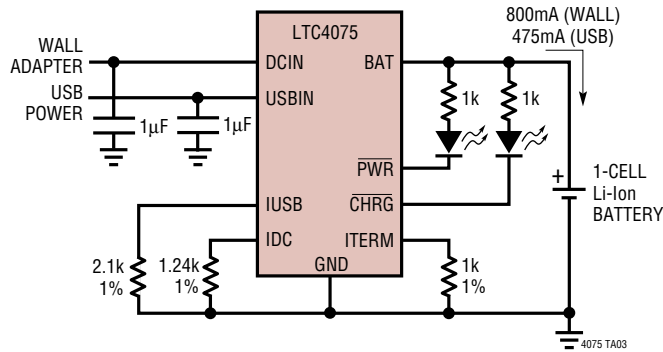 800mA (WALL)
475mA (USB)
LTC4075
WALL
ADAPTER
DCIN
BAT
USB
POWER
USBIN
1k
1k
1µF
1µF
PWR
+
1-CELL
Li-Ion
BATTERY
IUSB
CHRG
IDC
ITERM
2.1k
1%
1.24k
1%
GND
1k
1%
4075 TA03